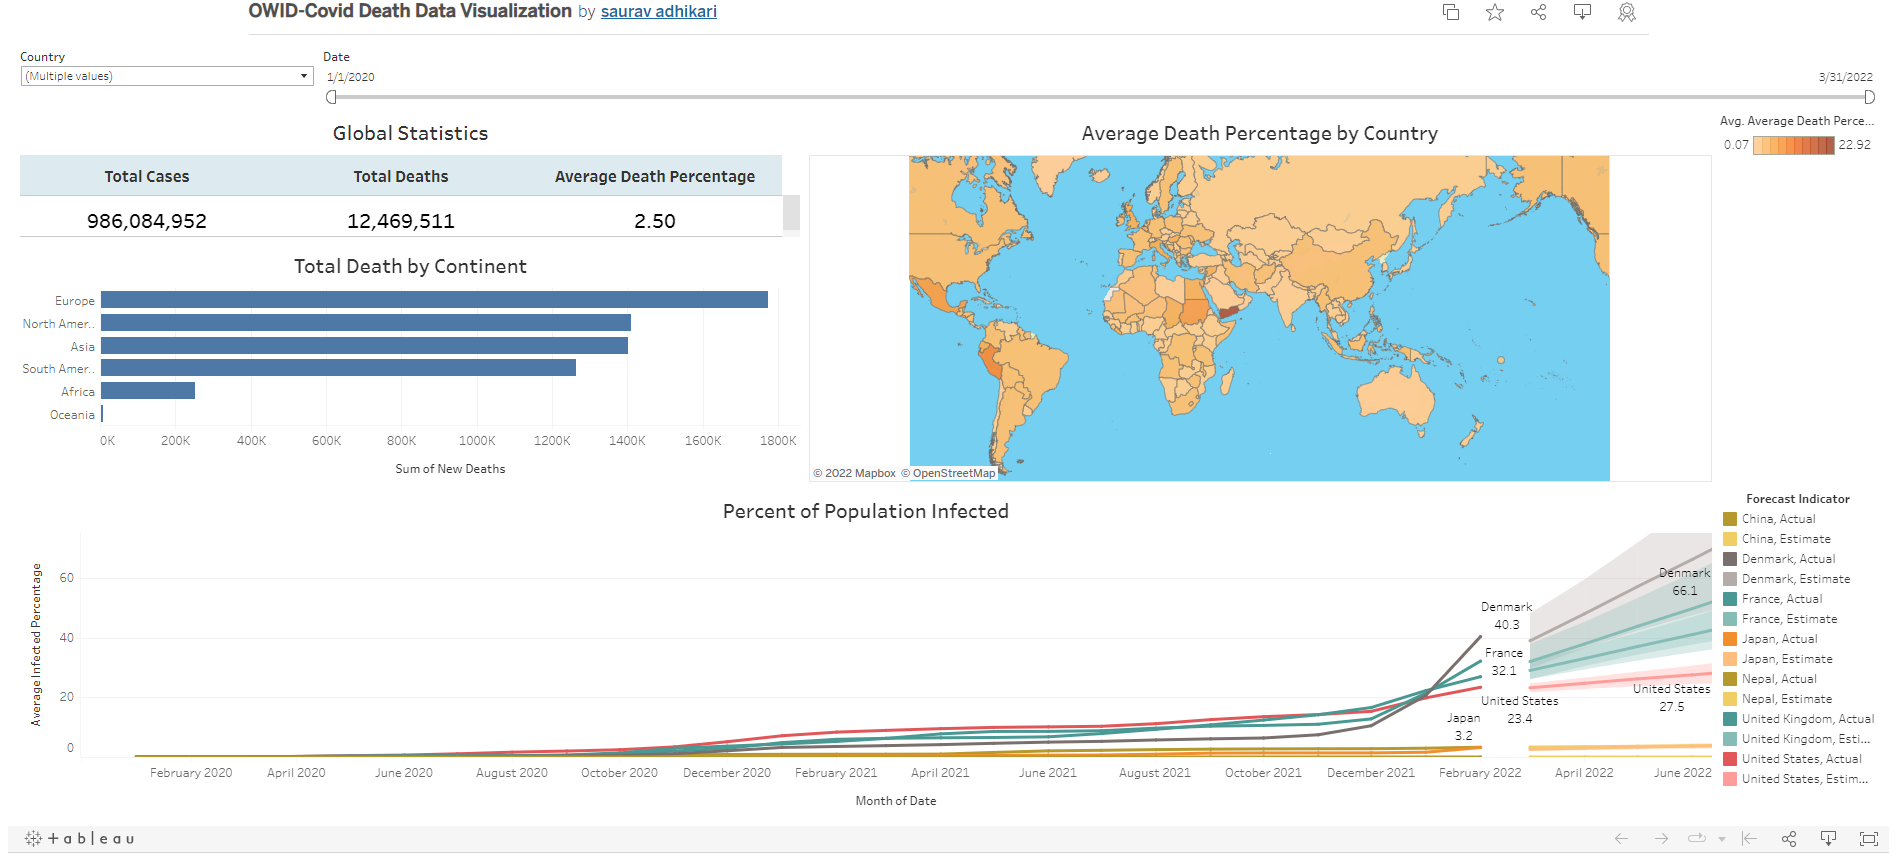 OWID-Covid Death Data Visualization by saurav adhikari
Country
(Multiple values)
Date
1/1/2020
3/31/2022
Global Statistics
Total Cases Total Deaths Average Death Percentage
986,084,952 12,469,511 2.50
Average Death Percentage by Country
© 2022 Mapbox © OpenStreetMap
Avg. Average Death Perce...
0.07 22.92
Total Death by Continent
Europe
North Amer..
Asia
South Amer..
Africa
Oceania
0K 200K 400K 600K 800K 1000K 1200K 1400K 1600K 1800K
Sum of New Deaths
Percent of Population Infected
Average Infected Percentage
60
40
20
0
Denmark
40.3
France
32.1
United States
23.4
Japan
3.2
Denmark
66.1
United States
27.5
February 2020 April 2020 June 2020 August 2020 October 2020 December 2020 February 2021 April 2021 June 2021 August 2021 October 2021 December 2021 February 2022 April 2022 June 2022
Month of Date
Forecast Indicator
China, Actual
China, Estimate
Denmark, Actual
Denmark, Estimate
France, Actual
France, Estimate
Japan, Actual
Japan, Estimate
Nepal, Actual
Nepal, Estimate
United Kingdom, Actual
United Kingdom, Esti...
United States, Actual
United States, Estim...
+ableau